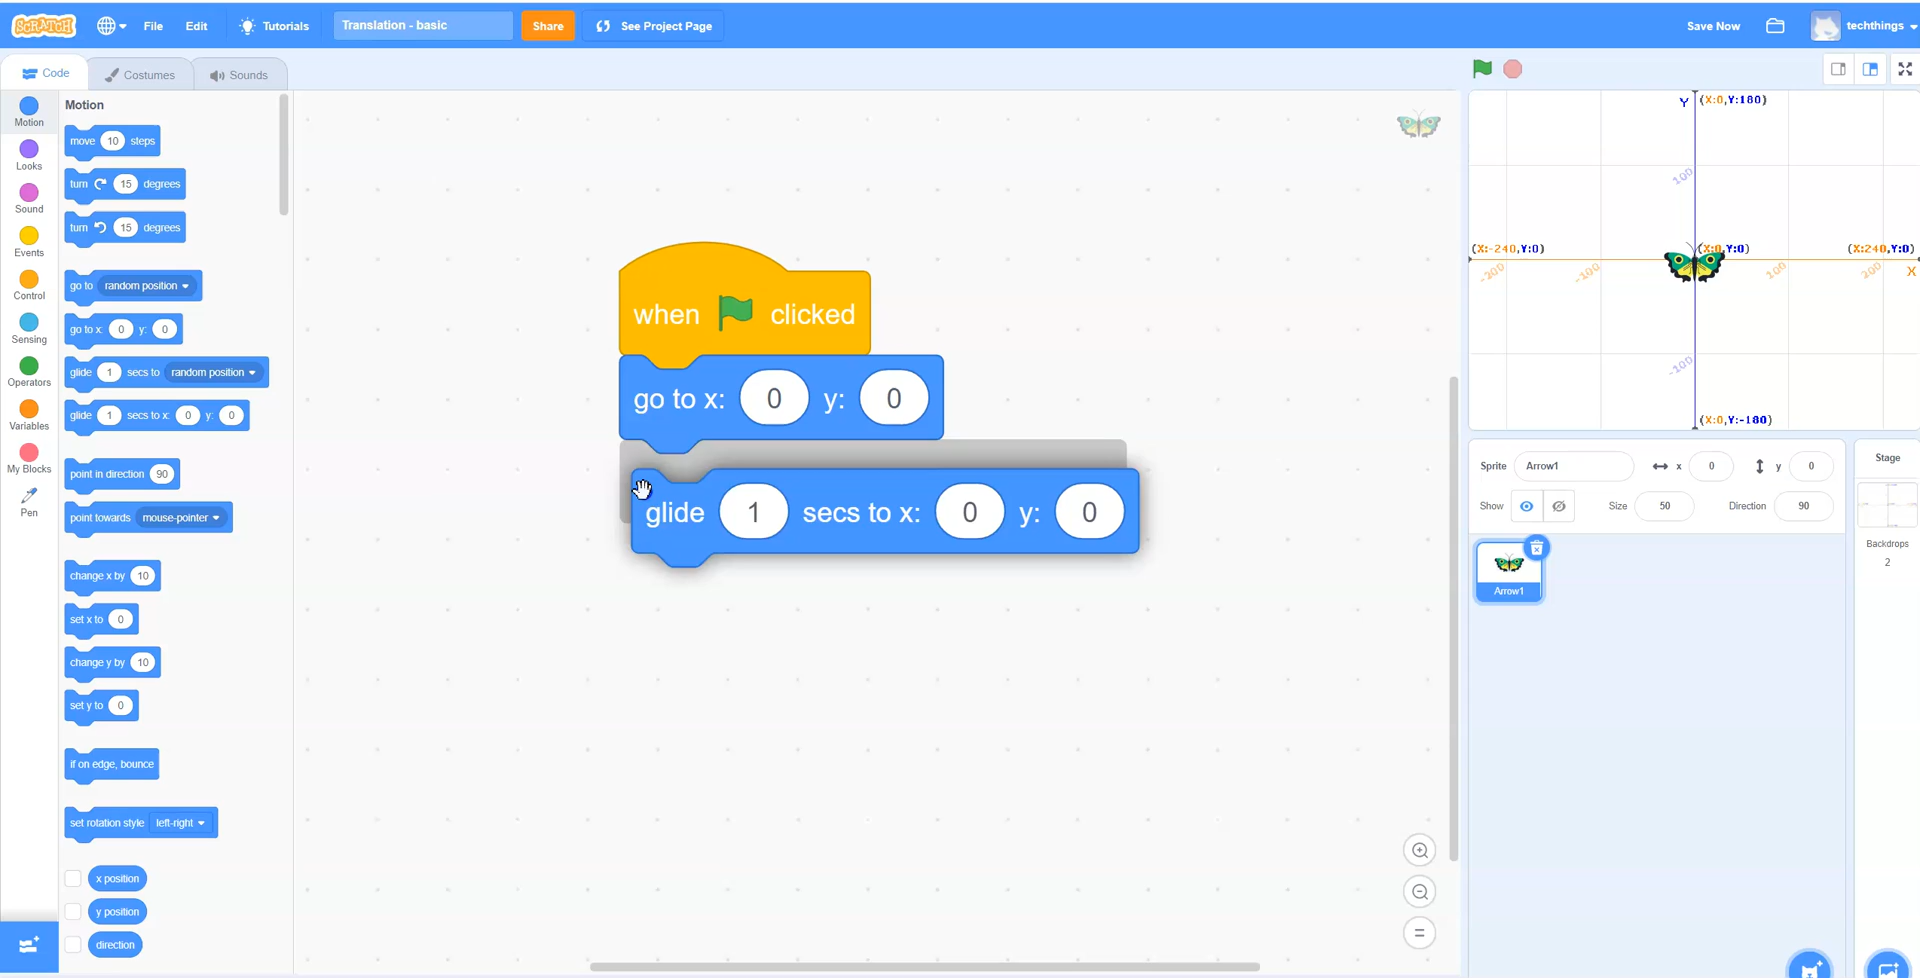 SCRATCH File Edit Tutorials Translation - basic Share See Project Page Save Now techthings
Code Costumes Sounds
Motion
Looks
Sound
Events
Control
Sensing
Operators
Variables
My Blocks
Pen
Motion
move 10 steps
turn 15 degrees
turn 15 degrees
go to random position
go to x: 0 y: 0
glide 1 secs to random position
glide 1 secs to x: 0 y: 0
point in direction 90
point towards mouse-pointer
change x by 10
set x to 0
change y by 10
set y to 0
if on edge, bounce
set rotation style left-right
x position
y position
direction
when clicked
go to x: 0 y: 0
glide 1 secs to x: 0 y: 0
Y (X:0,Y:180)
100
(X:-240,Y:0) (X:0,Y:0) (X:240,Y:0)
-200 -100 100 200 X
-100
(X:0,Y:-180)
Sprite Arrow1 x 0 y 0
Show Size 50 Direction 90
Arrow1
Stage
Backdrops
2